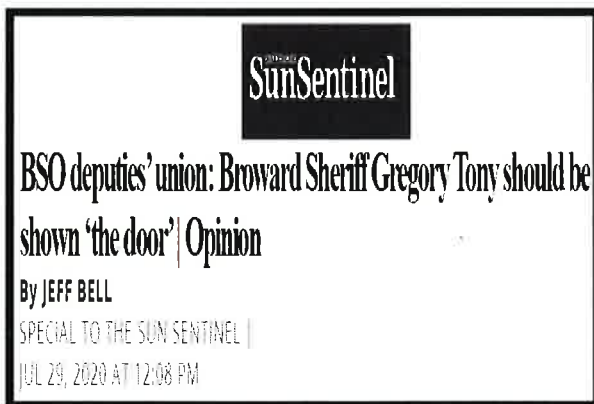 SunSentinel
BSO deputies’ union: Broward Sheriff Gregory Tony should be
shown ‘the door’ | Opinion
By JEFF BELL
SPECIAL TO THE SUN SENTINEL |
JUL 29, 2020 AT 12:08 PM